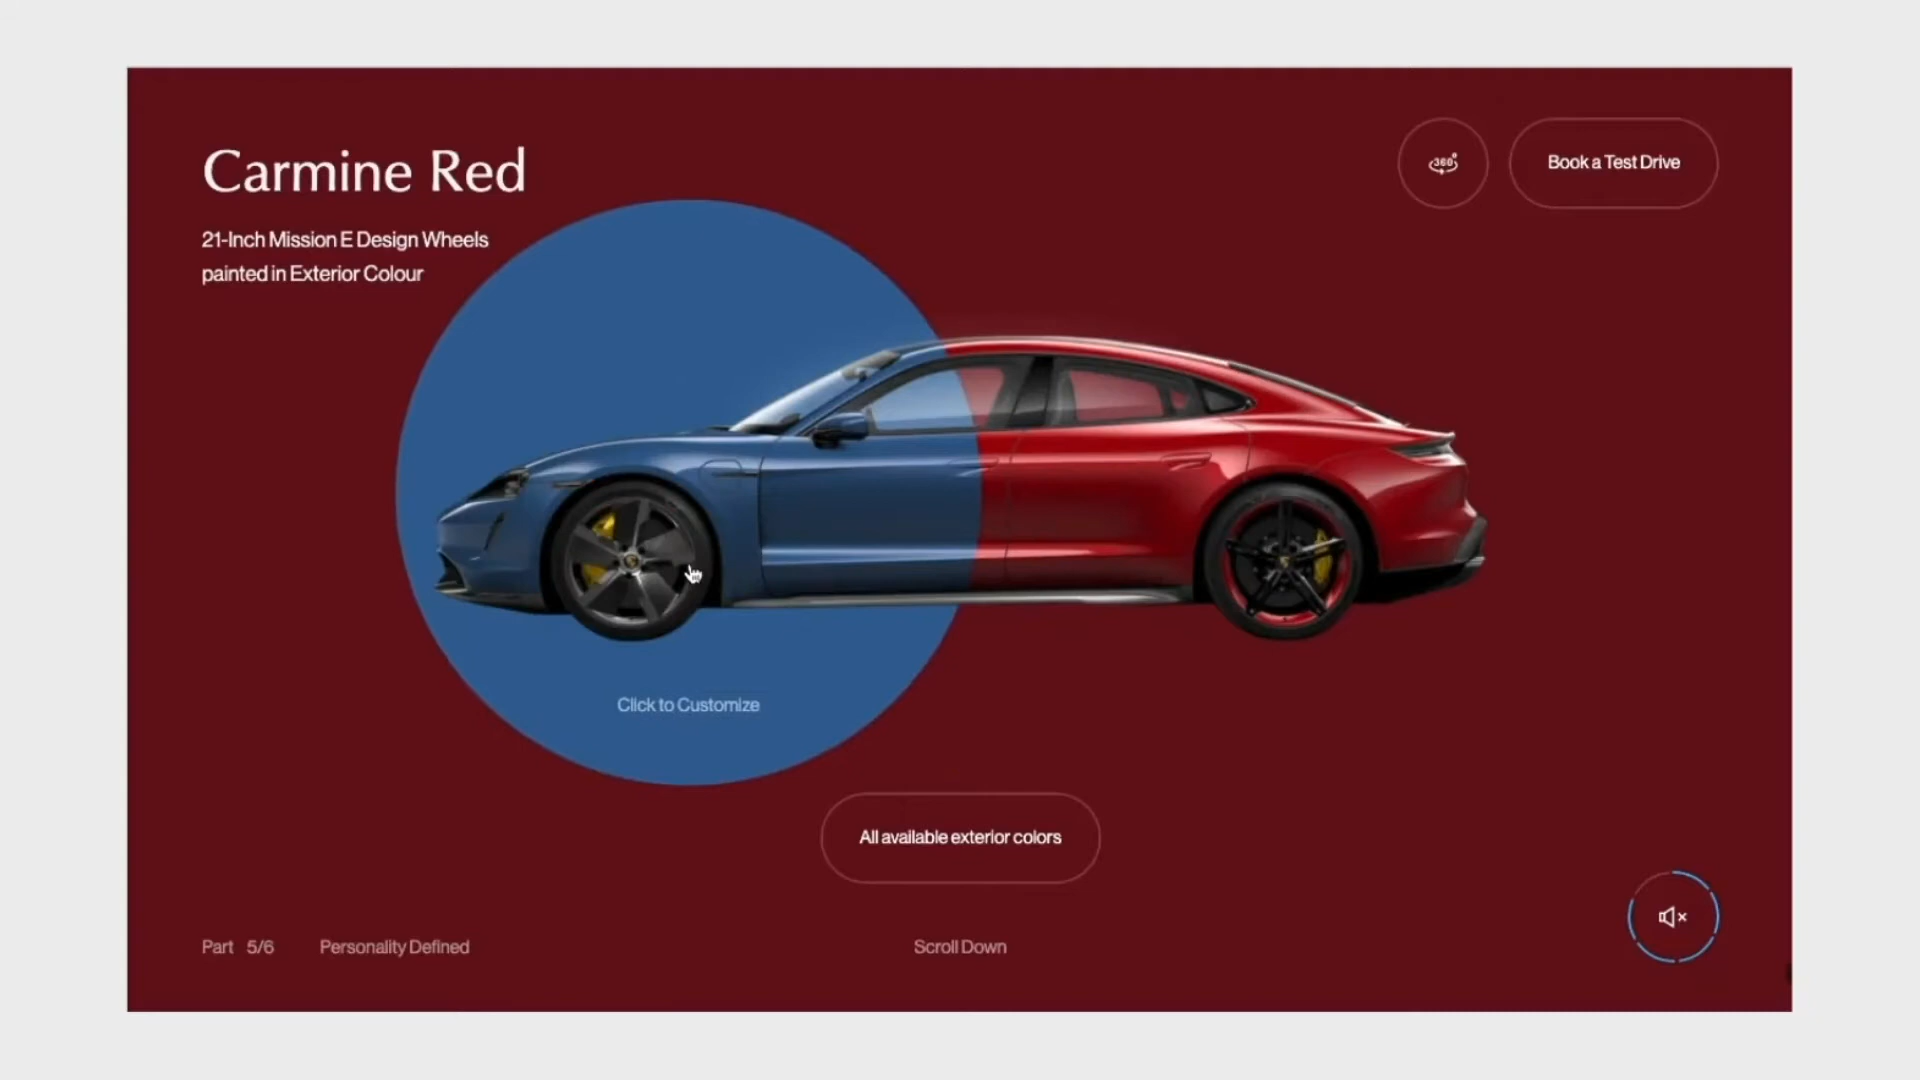 Carmine Red
21-Inch Mission E Design Wheels
painted in Exterior Colour
360°
Book a Test Drive
Click to Customize
All available exterior colors
Part 5/6 Personality Defined
Scroll Down